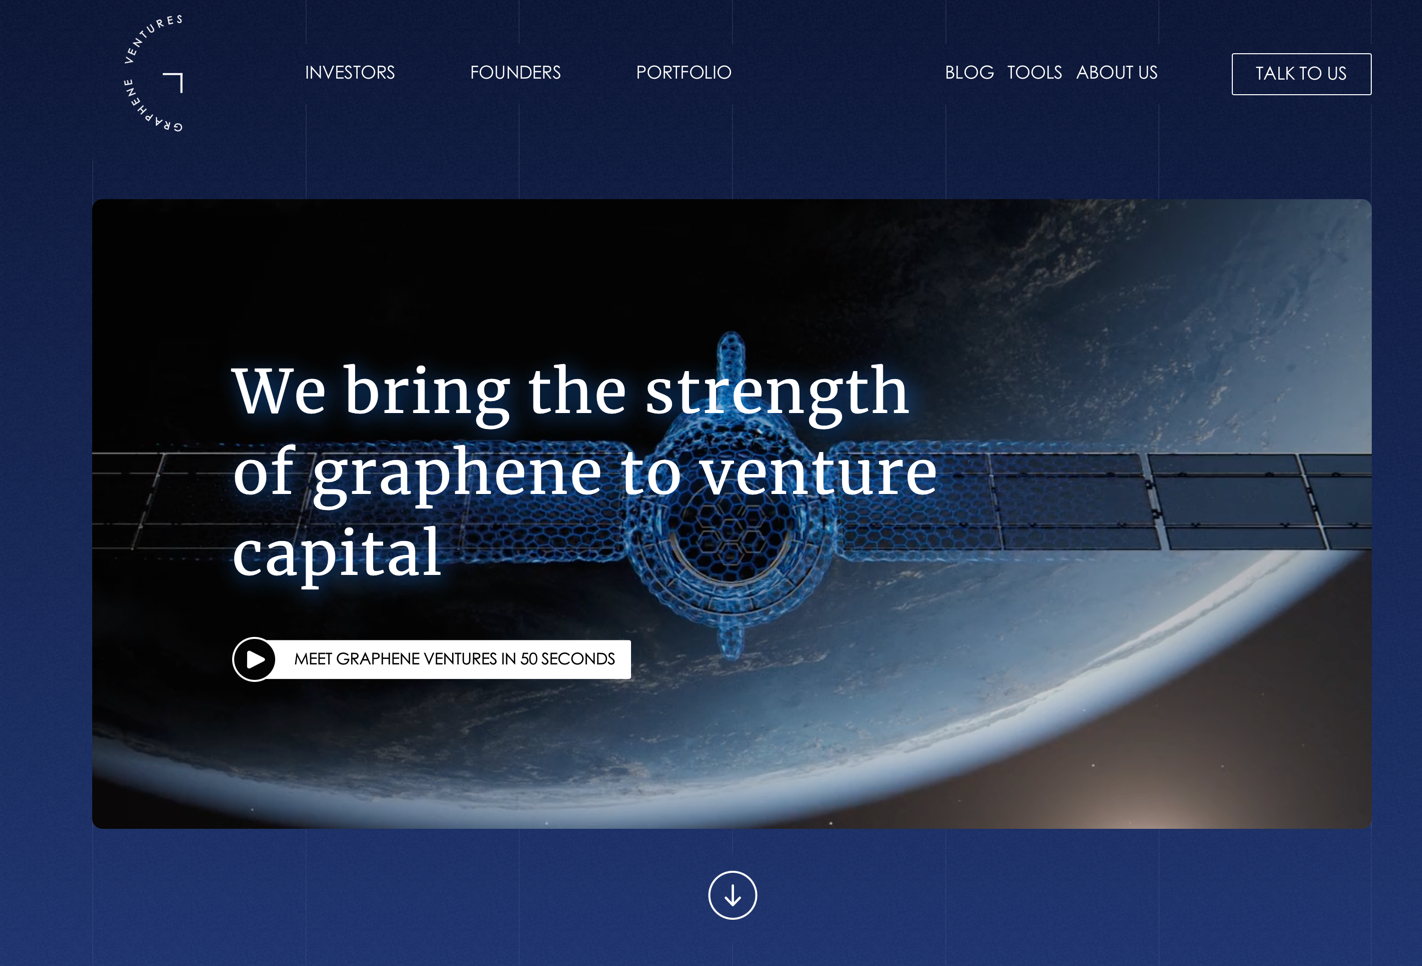 GRAPHENE VENTURES
INVESTORS
FOUNDERS
PORTFOLIO
BLOG
TOOLS
ABOUT US
TALK TO US
We bring the strength
of graphene to venture
capital
MEET GRAPHENE VENTURES IN 50 SECONDS